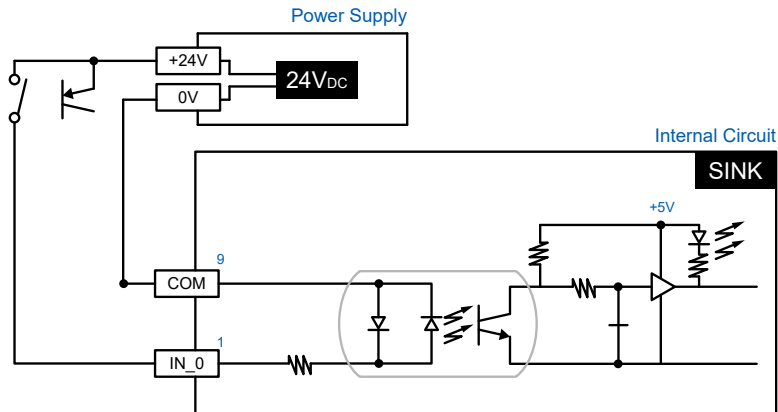 Power Supply
+24V
24VDC
0V
Internal Circuit
SINK
+5V
9
COM
1
IN_0